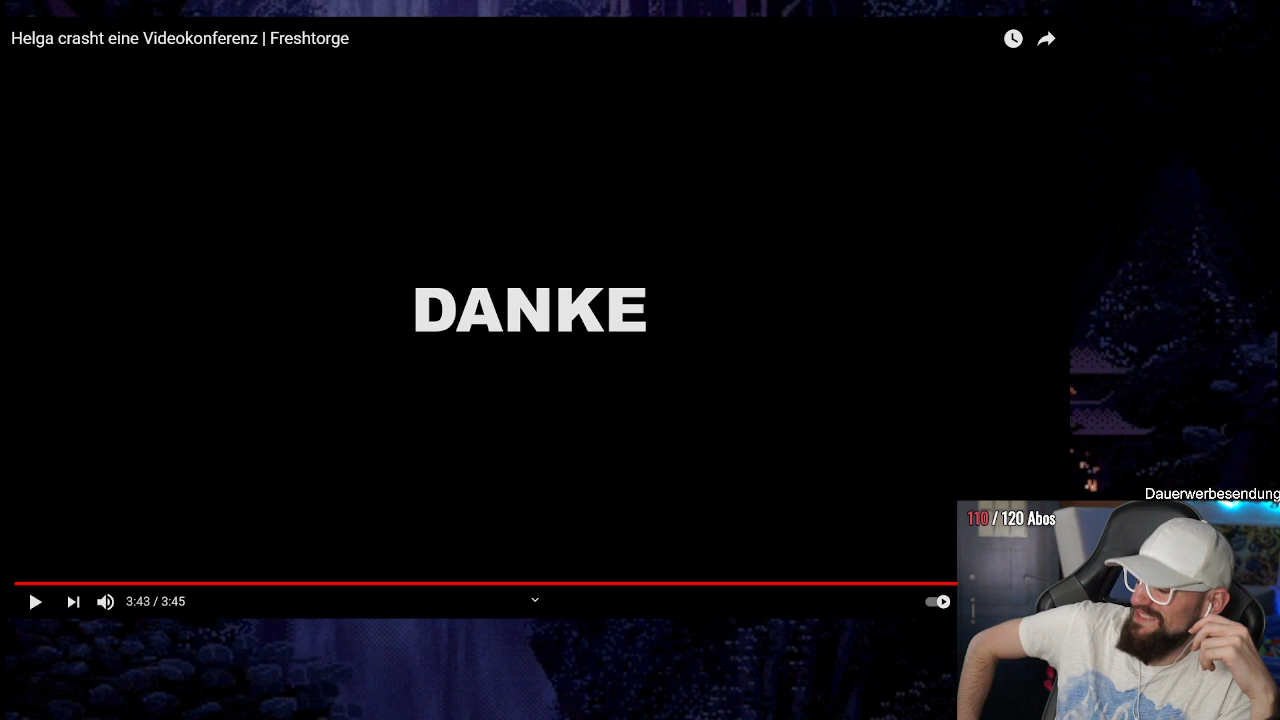 Helga crasht eine Videokonferenz | Freshtorge
DANKE
Dauerwerbesendung
110 / 120 Abos
3:43 / 3:45